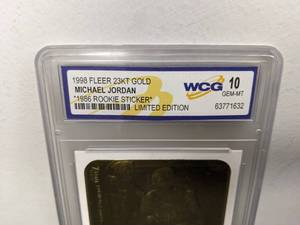 1998 FLEER 23KT GOLD
MICHAEL JORDAN
"1986 ROOKIE STICKER"
LIMITED EDITION
WCG
10
GEM-MT
63771632